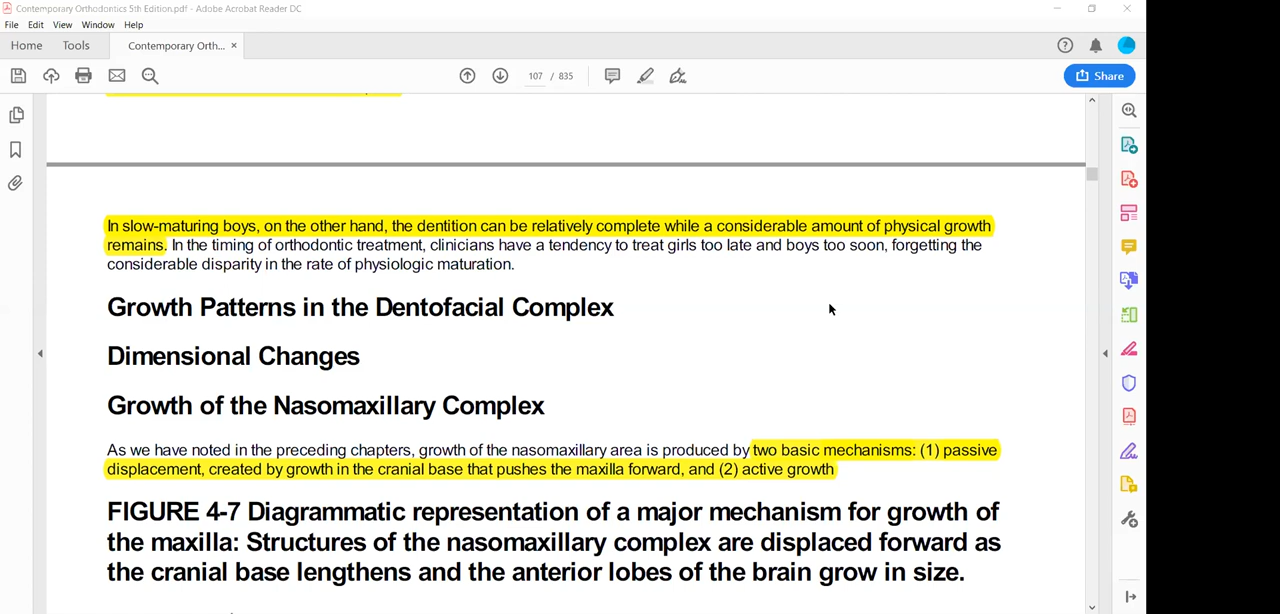 Contemporary Orthodontics 5th Edition.pdf - Adobe Acrobat Reader DC
File Edit View Window Help
Home Tools Contemporary Orth... ×
107 / 835
Share
In slow-maturing boys, on the other hand, the dentition can be relatively complete while a considerable amount of physical growth
remains. In the timing of orthodontic treatment, clinicians have a tendency to treat girls too late and boys too soon, forgetting the
considerable disparity in the rate of physiologic maturation.
Growth Patterns in the Dentofacial Complex
Dimensional Changes
Growth of the Nasomaxillary Complex
As we have noted in the preceding chapters, growth of the nasomaxillary area is produced by two basic mechanisms: (1) passive
displacement, created by growth in the cranial base that pushes the maxilla forward, and (2) active growth
FIGURE 4-7 Diagrammatic representation of a major mechanism for growth of
the maxilla: Structures of the nasomaxillary complex are displaced forward as
the cranial base lengthens and the anterior lobes of the brain grow in size.